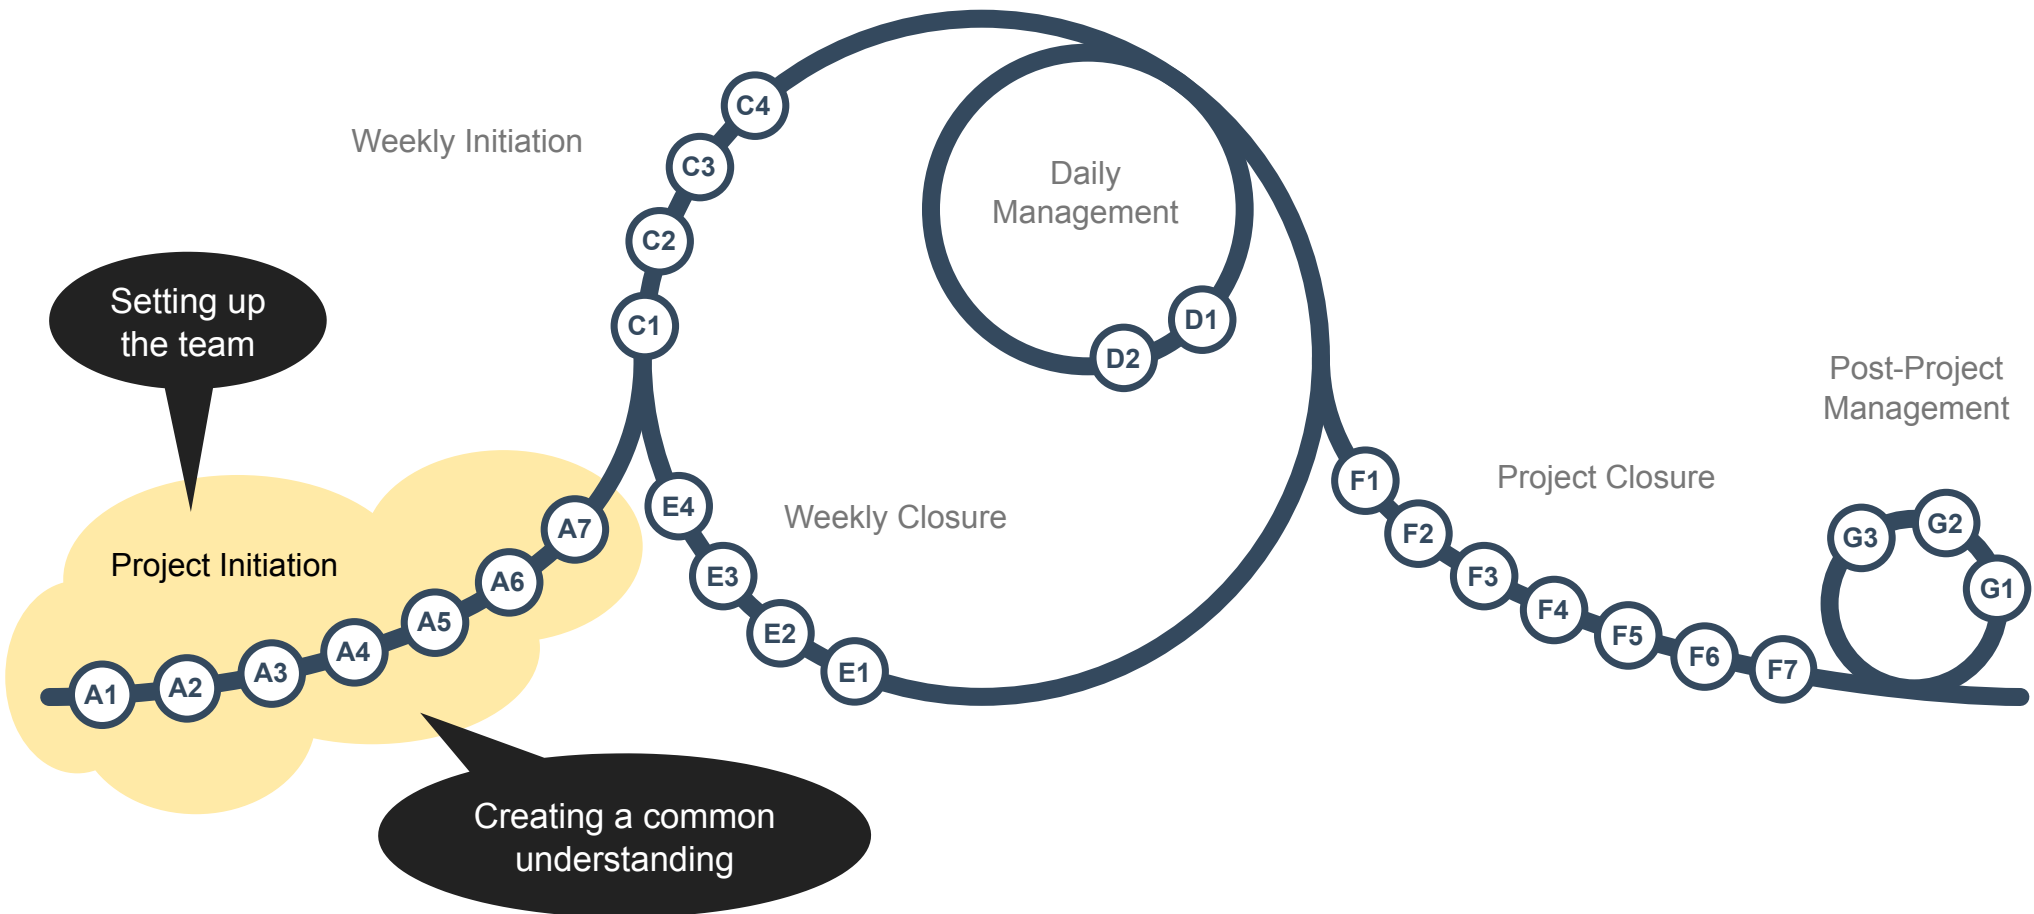 Weekly Initiation
C4
C3
C2
C1
Daily
Management
D1
D2
Setting up
the team
Project Initiation
A1
A2
A3
A4
A5
A6
A7
Creating a common
understanding
Weekly Closure
E4
E3
E2
E1
Project Closure
F1
F2
F3
F4
F5
F6
F7
Post-Project
Management
G3
G2
G1